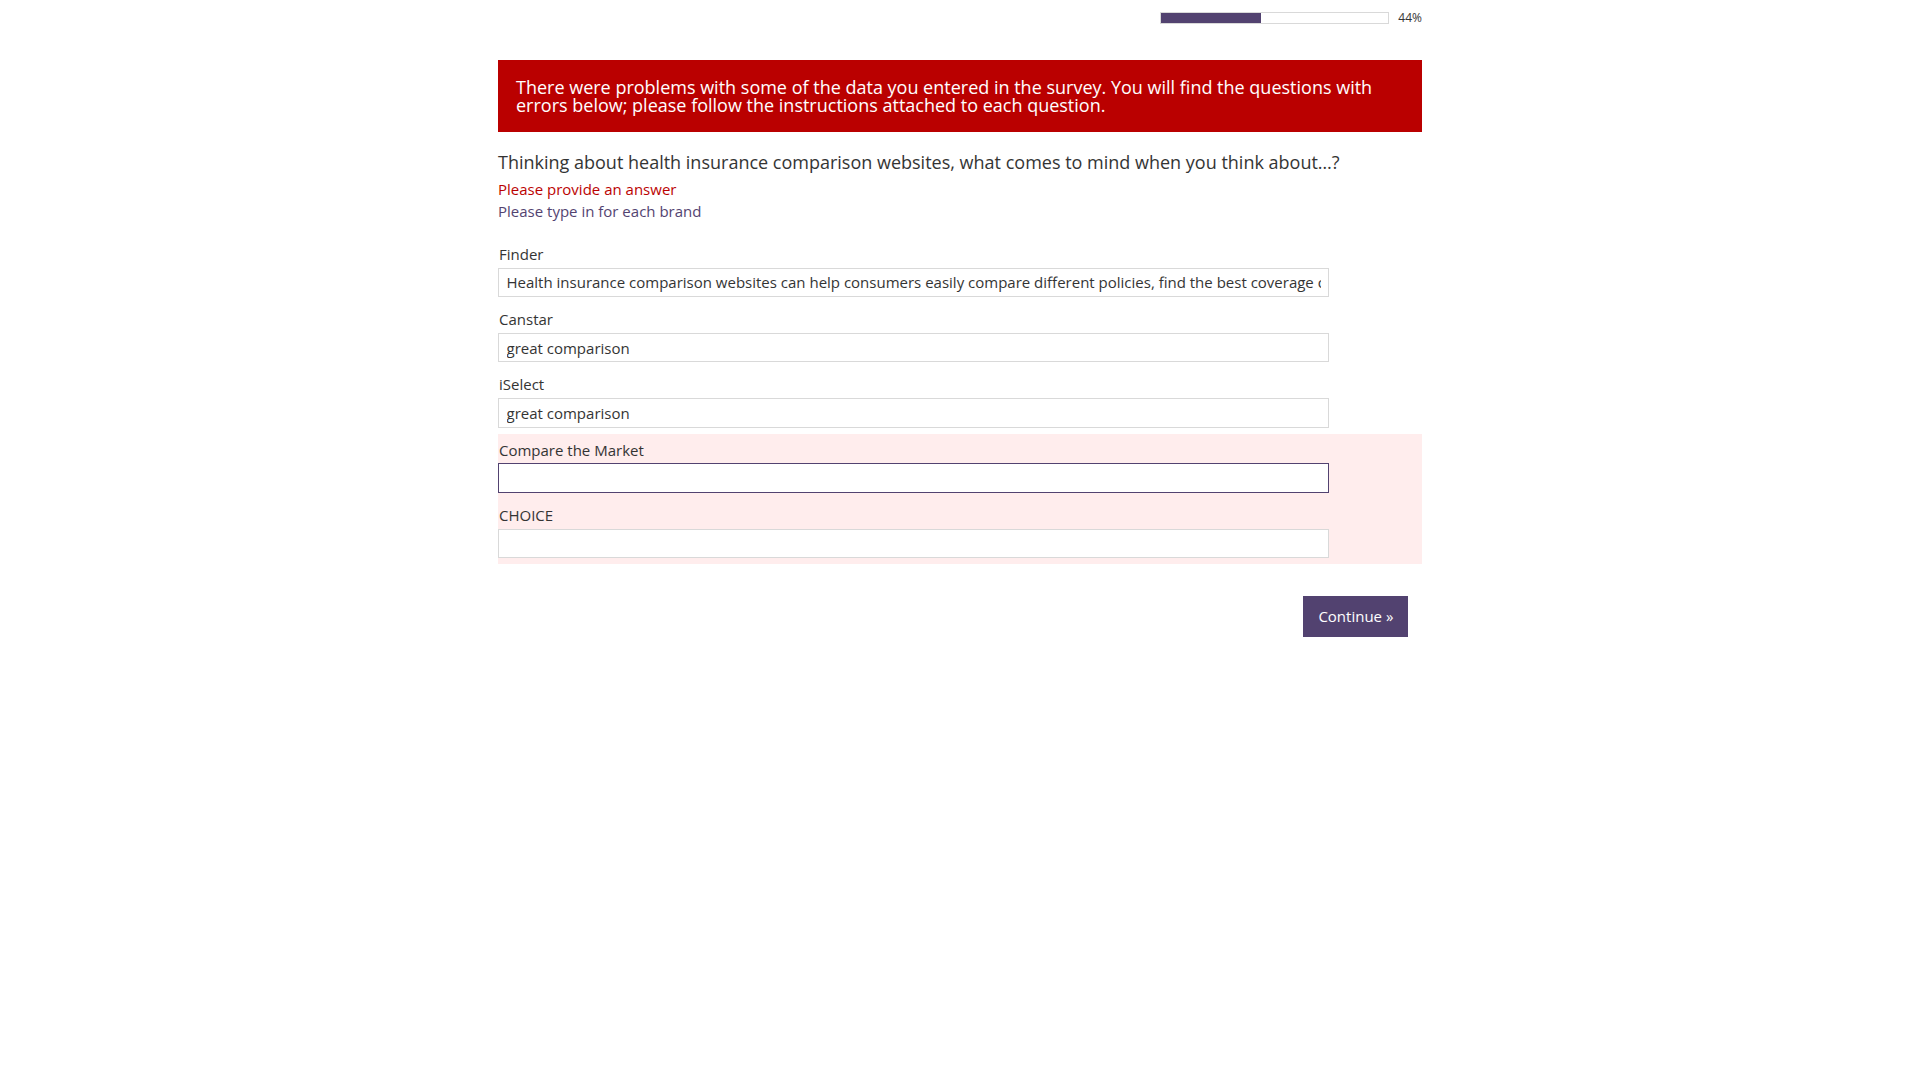 44%
There were problems with some of the data you entered in the survey. You will find the questions with
errors below; please follow the instructions attached to each question.
Thinking about health insurance comparison websites, what comes to mind when you think about...?
Please provide an answer
Please type in for each brand
Finder
Health insurance comparison websites can help consumers easily compare different policies, find the best coverage
Canstar
great comparison
iSelect
great comparison
Compare the Market
CHOICE
Continue »